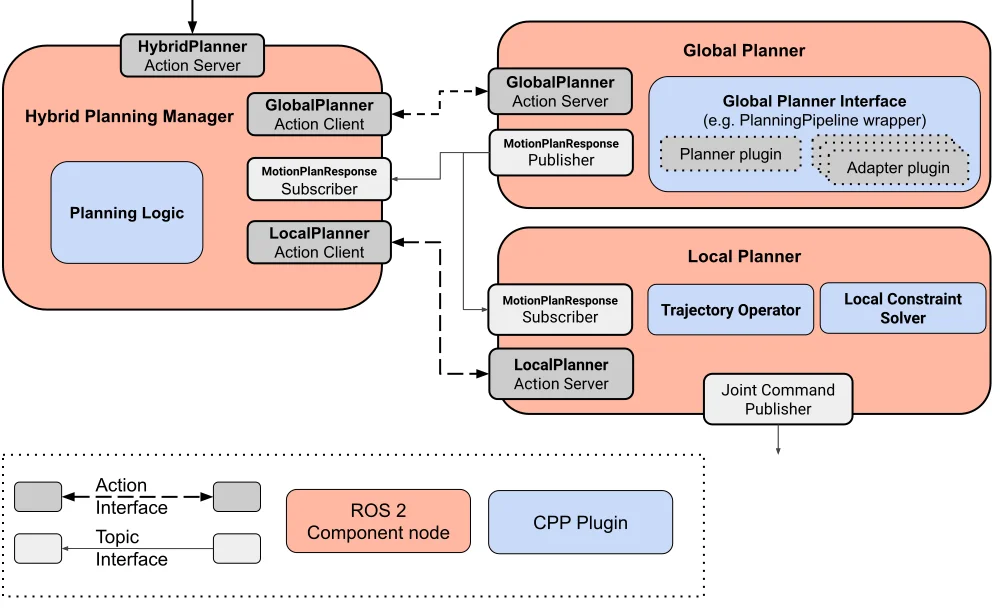 HybridPlanner
Action Server
Hybrid Planning Manager
GlobalPlanner
Action Client
MotionPlanResponse
Subscriber
LocalPlanner
Action Client
Planning Logic
Global Planner
GlobalPlanner
Action Server
MotionPlanResponse
Publisher
Global Planner Interface
(e.g. PlanningPipeline wrapper)
Planner plugin
Adapter plugin
Local Planner
MotionPlanResponse
Subscriber
LocalPlanner
Action Server
Trajectory Operator
Local Constraint
Solver
Joint Command
Publisher
Action
Interface
Topic
Interface
ROS 2
Component node
CPP Plugin